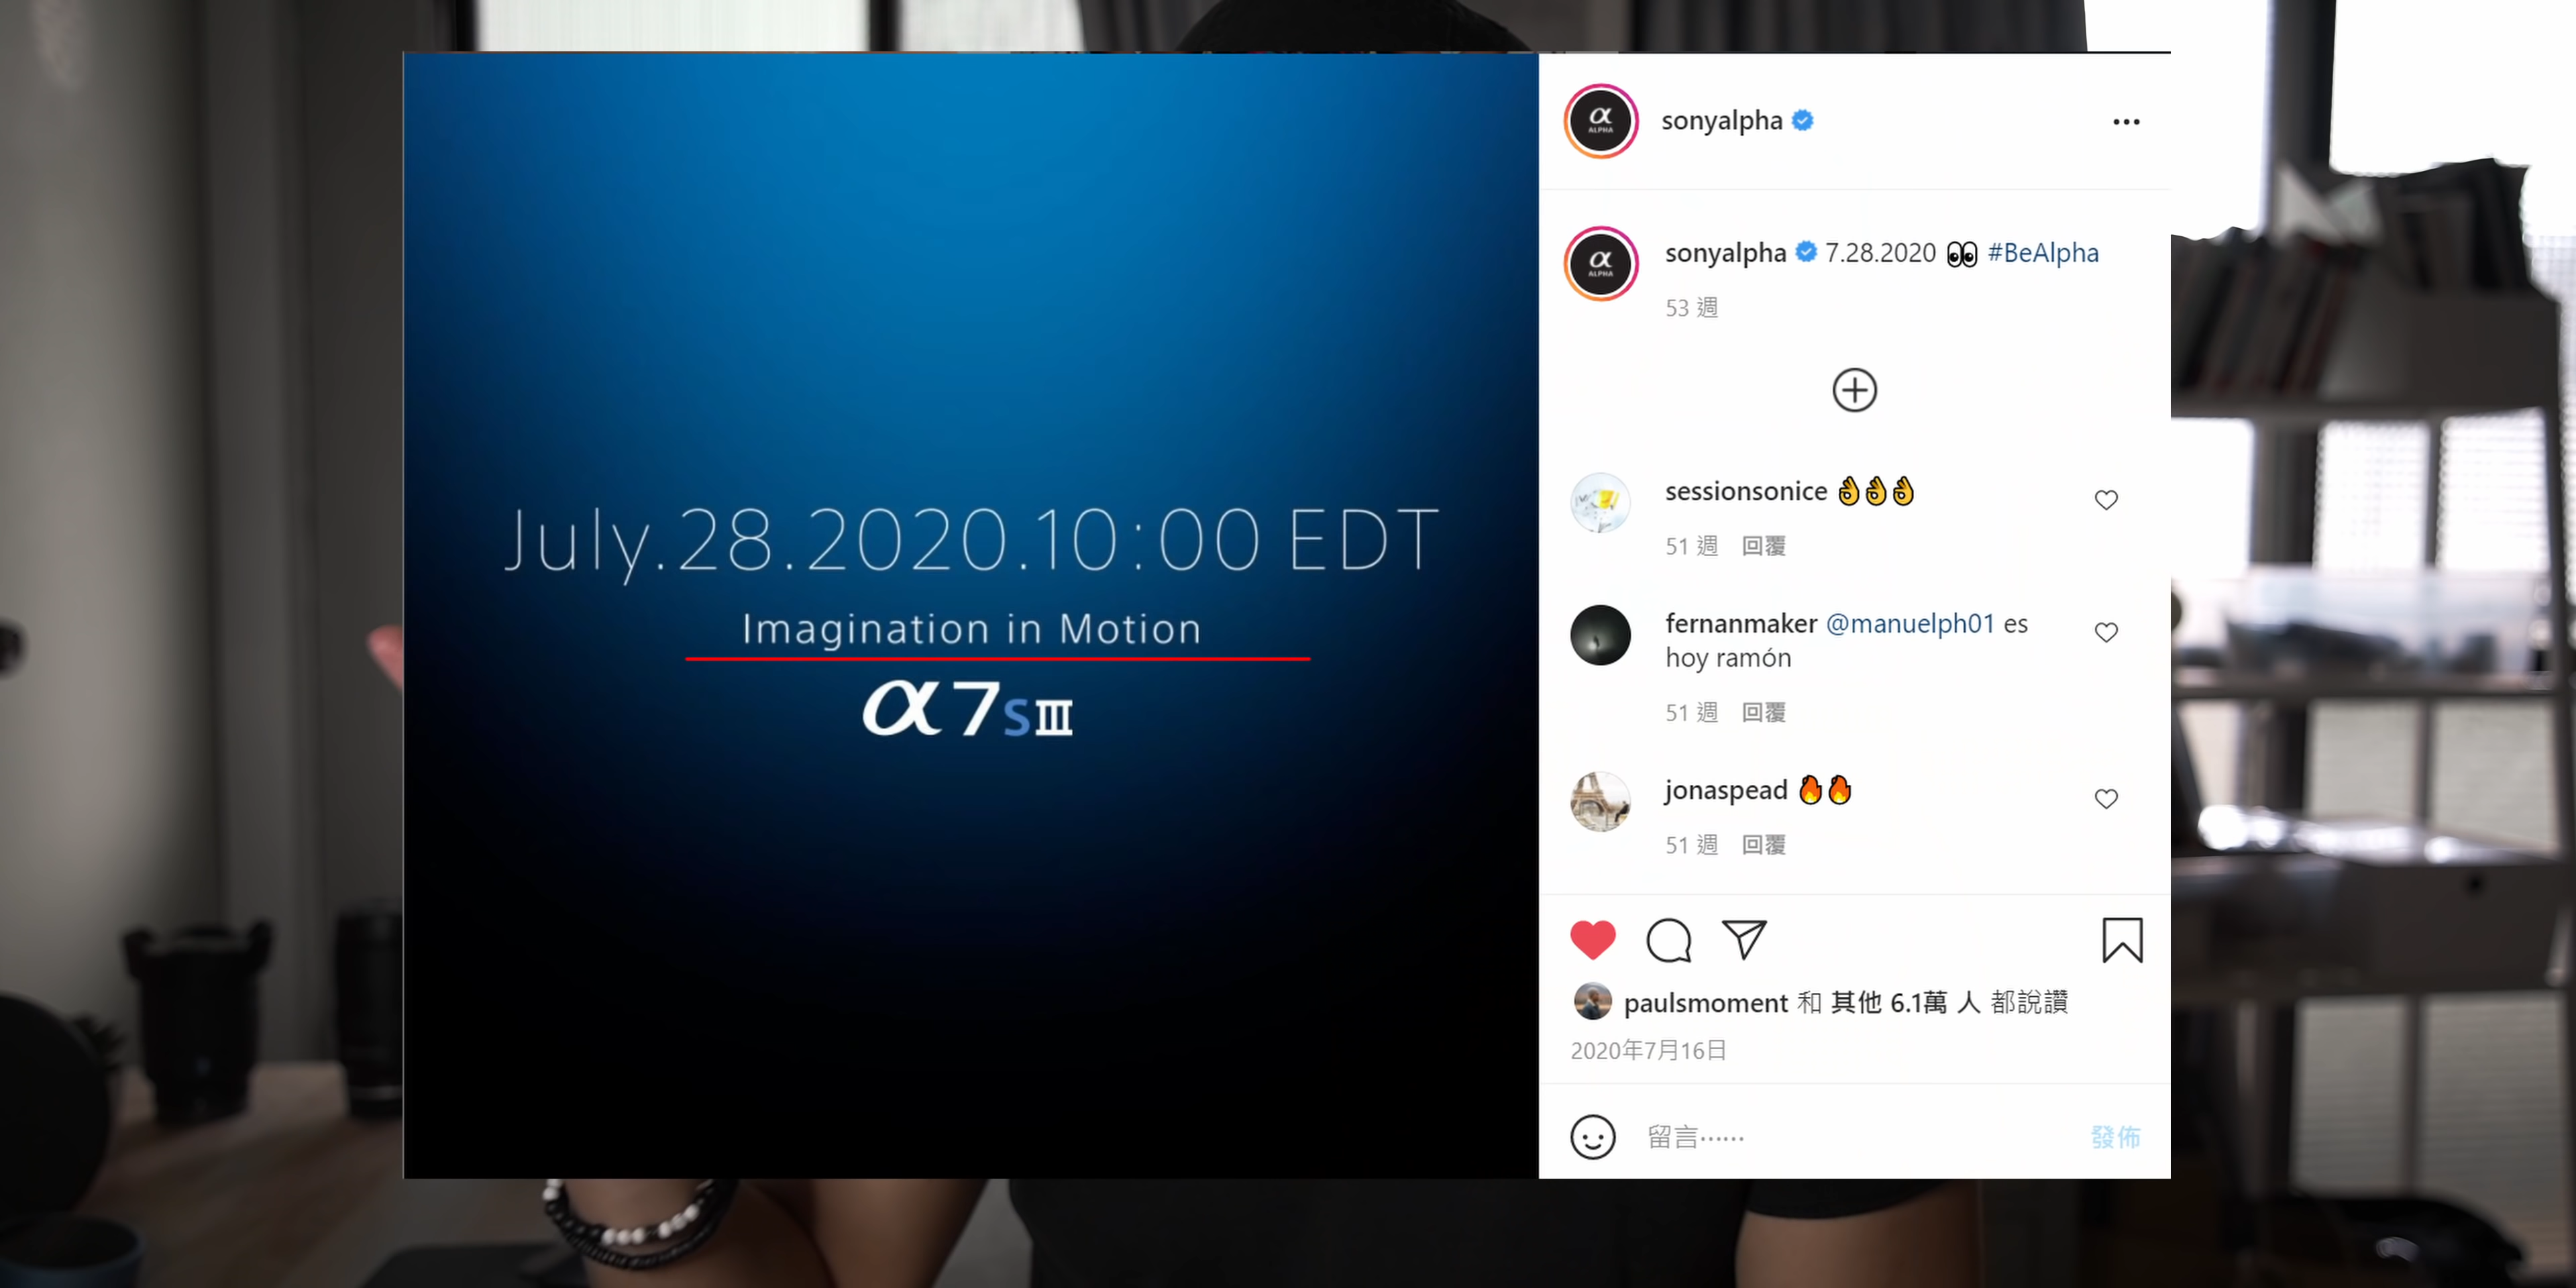 July.28.2020.10:00 EDT
Imagination in Motion
α7sIII
α
ALPHA
sonyalpha
α
ALPHA
sonyalpha 7.28.2020 👀 #BeAlpha
53 週
sessionsonice 👌👌👌
51 週 回覆
fernanmaker @manuelph01 es
hoy ramón
51 週 回覆
jonaspead 🔥🔥
51 週 回覆
paulsmoment 和 其他 6.1萬 人 都說讚
2020年7月16日
留言......
發佈